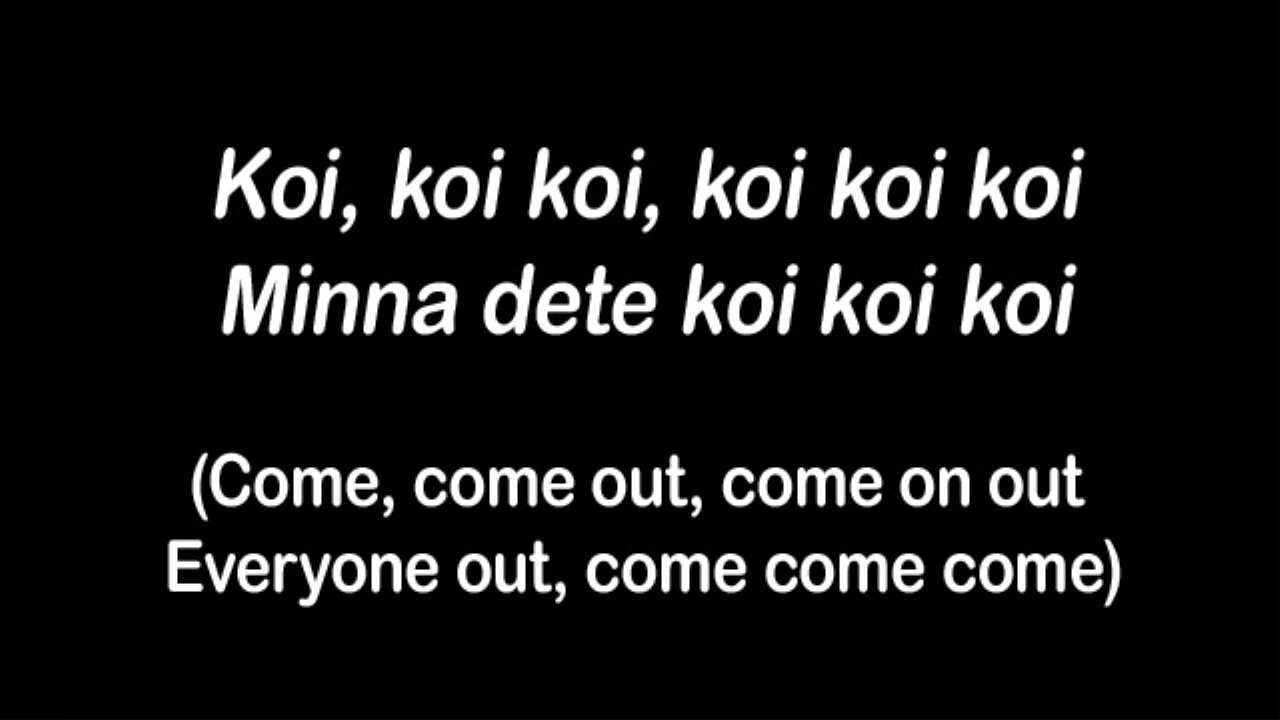 Koi, koi koi, koi koi koi
Minna dete koi koi koi
(Come, come out, come on out
Everyone out, come come come)